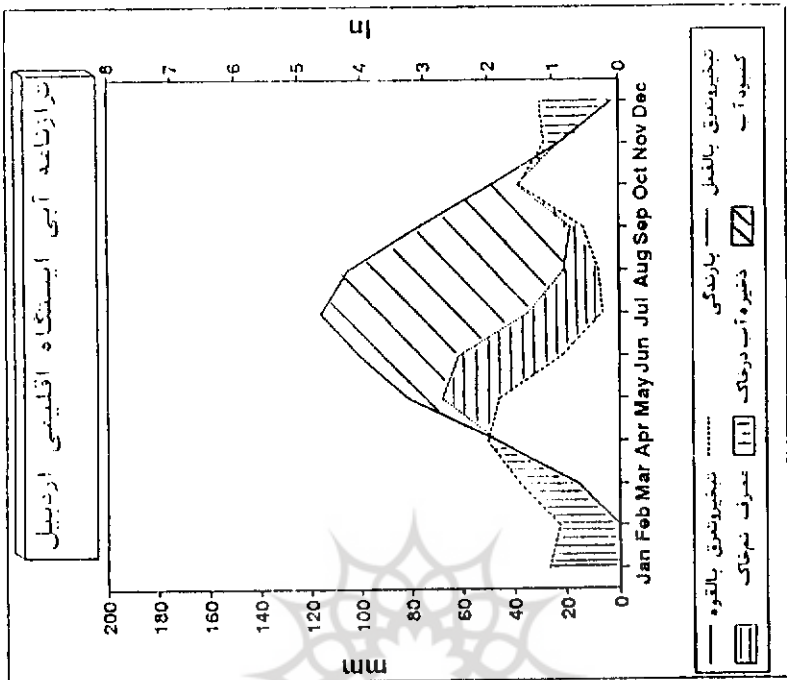 ترازنامه آبی ایستگاه اقلیمی اردبیل
In
8 7 6 5 4 3 2 1 0
200 180 160 140 120 100 80 60 40 20 0
mm
Jan Feb Mar Apr May Jun Jul Aug Sep Oct Nov Dec
تبخیروتعرق بالقوه بارندگی تبخیروتعرق بالفعل
مصرف نم خاک ذخیره آب درخاک کمبود آب